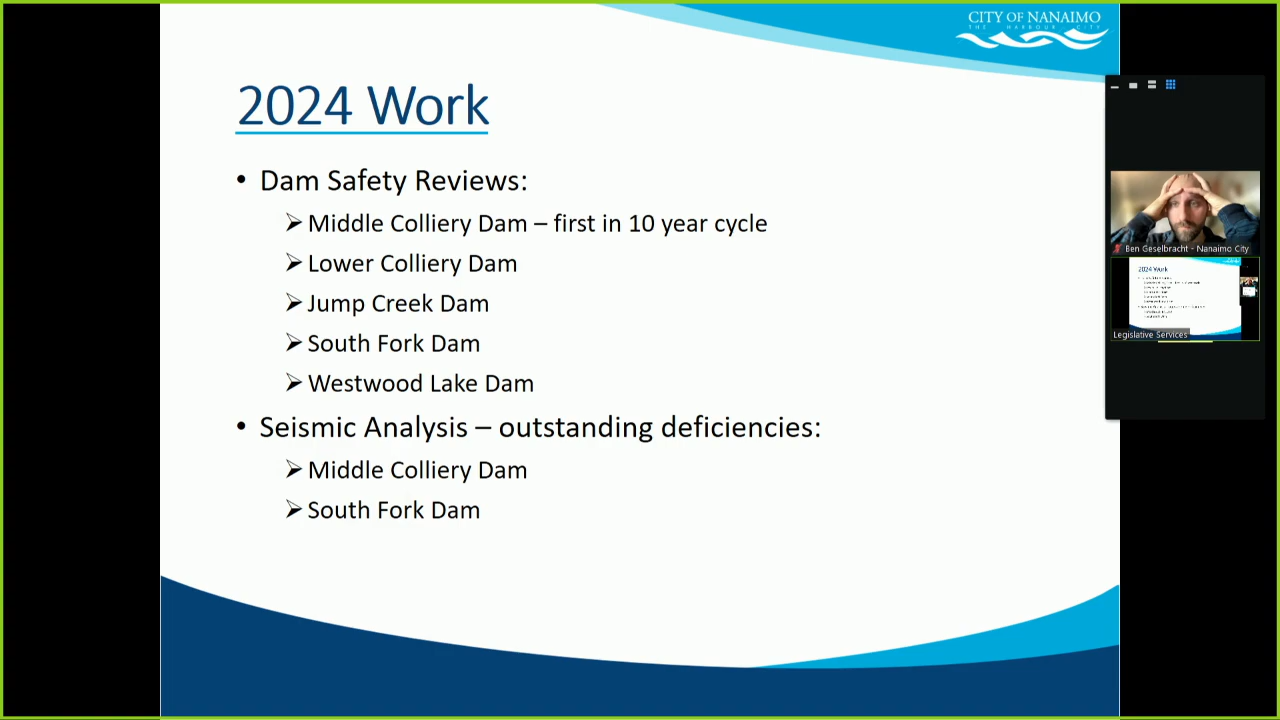 CITY OF NANAIMO
THE HARBOUR CITY
2024 Work
• Dam Safety Reviews:
➢ Middle Colliery Dam – first in 10 year cycle
➢ Lower Colliery Dam
➢ Jump Creek Dam
➢ South Fork Dam
➢ Westwood Lake Dam
• Seismic Analysis – outstanding deficiencies:
➢ Middle Colliery Dam
➢ South Fork Dam
Ben Geselbracht - Nanaimo City
2024 Work
Legislative Services